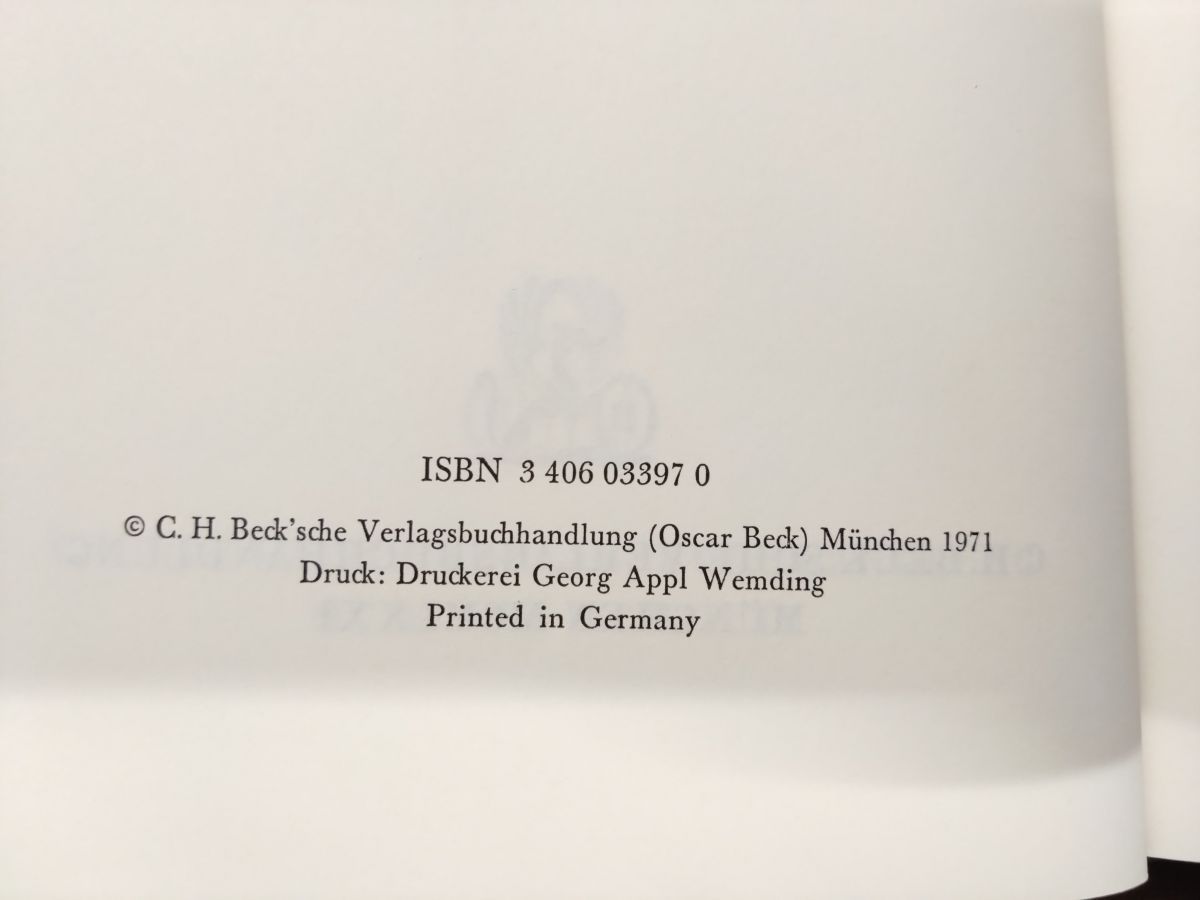 ISBN 3 406 03397 0
© C. H. Beck'sche Verlagsbuchhandlung (Oscar Beck) München 1971
Druck: Druckerei Georg Appl Wemding
Printed in Germany